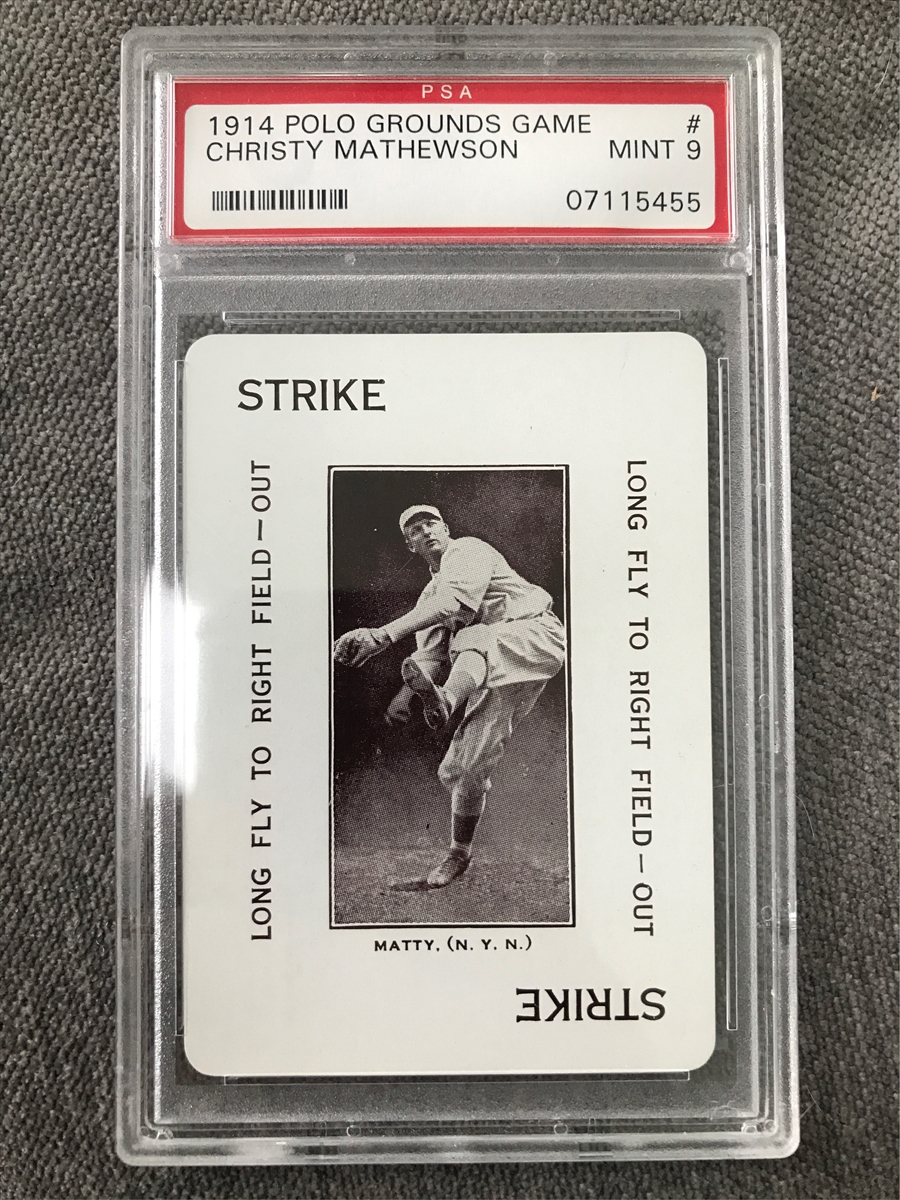 PSA
1914 POLO GROUNDS GAME #
CHRISTY MATHEWSON MINT 9
07115455
STRIKE
LONG FLY TO RIGHT FIELD—OUT
LONG FLY TO RIGHT FIELD—OUT
MATTY, (N. Y. N.)
STRIKE